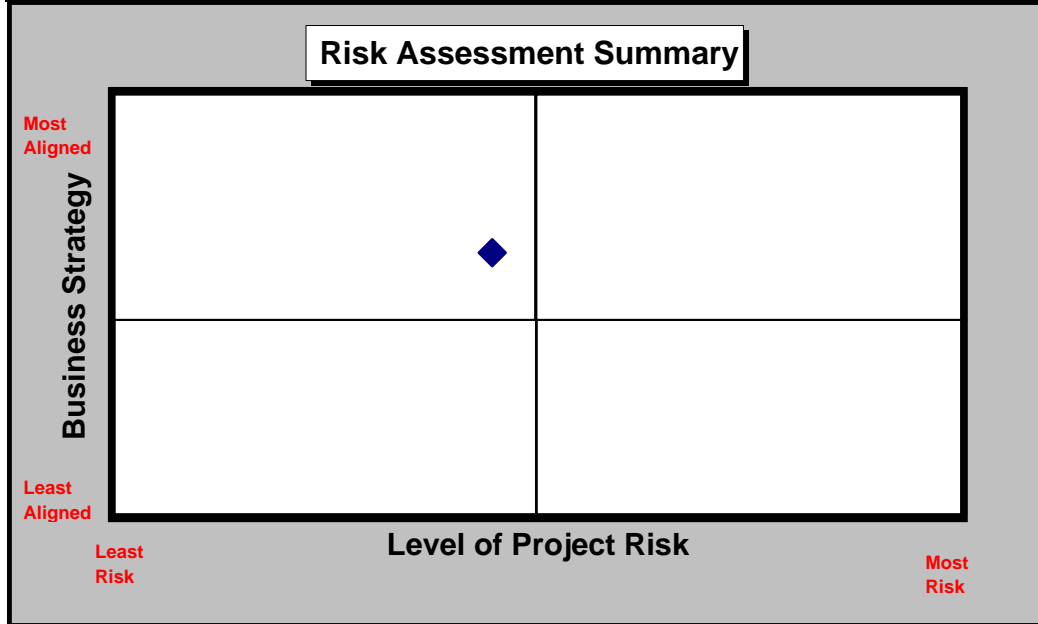 Risk Assessment Summary
Most
Aligned
Business Strategy
Least
Aligned
Level of Project Risk
Least
Risk
Most
Risk